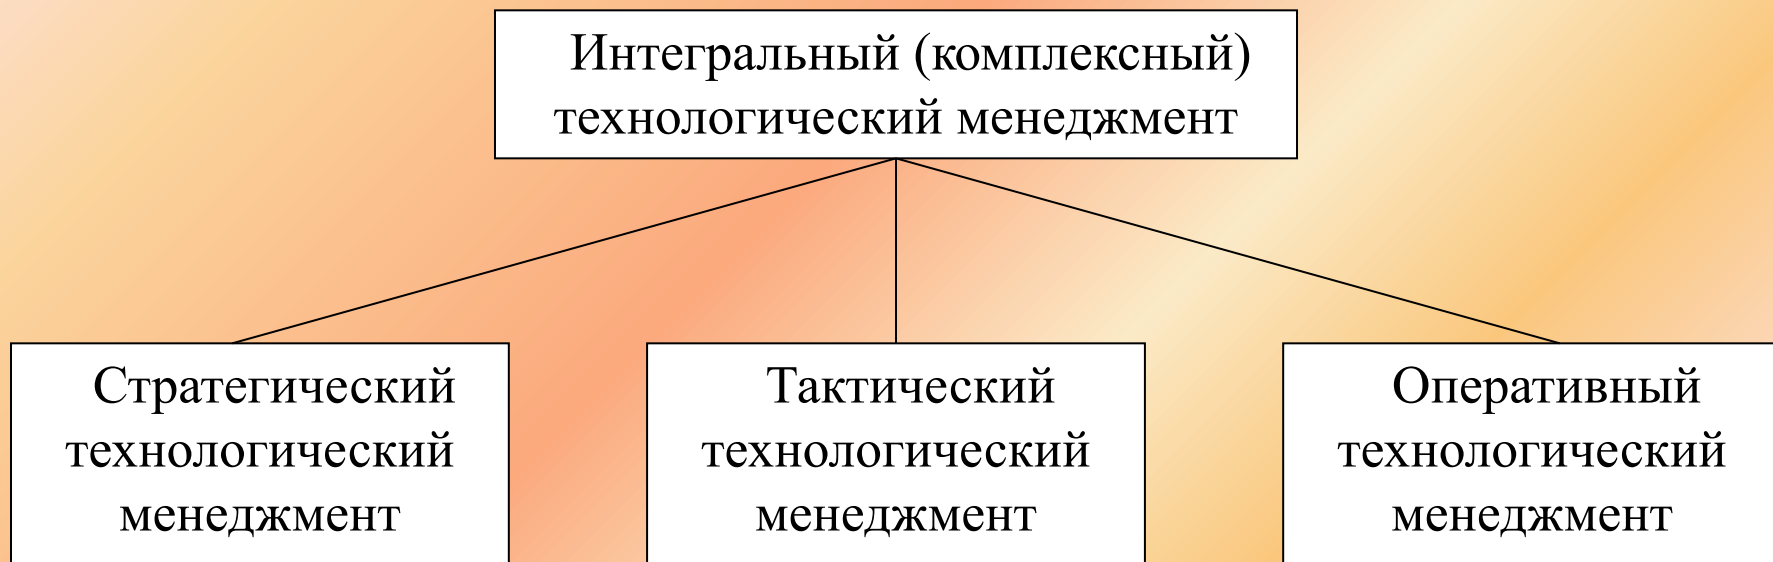 Интегральный (комплексный)
технологический менеджмент
Стратегический
технологический
менеджмент
Тактический
технологический
менеджмент
Оперативный
технологический
менеджмент